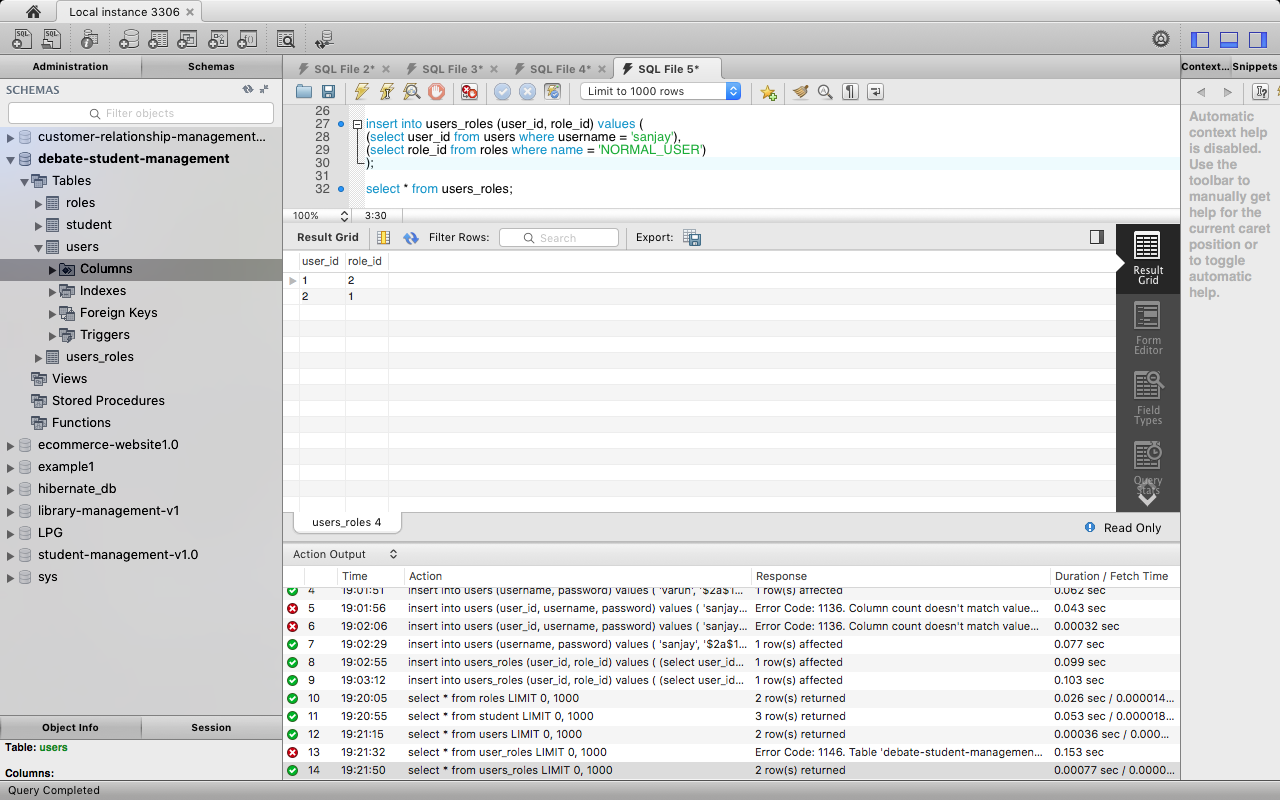 Local instance 3306
Administration Schemas
SCHEMAS
Filter objects
customer-relationship-management...
debate-student-management
Tables
roles
student
users
Columns
Indexes
Foreign Keys
Triggers
users_roles
Views
Stored Procedures
Functions
ecommerce-website1.0
example1
hibernate_db
library-management-v1
LPG
student-management-v1.0
sys
Object Info Session
Table: users
Columns:
Query Completed
SQL File 2* SQL File 3* SQL File 4* SQL File 5*
Limit to 1000 rows
26
27 insert into users_roles (user_id, role_id) values (
28 (select user_id from users where username = 'sanjay'),
29 (select role_id from roles where name = 'NORMAL_USER')
30 );
31
32 select * from users_roles;
100% 3:30
Result Grid Filter Rows: Search Export:
user_id role_id
1 2
2 1
Result
Grid
Form
Editor
Field
Types
Query
Stats
users_roles 4
Read Only
Action Output
Time Action Response Duration / Fetch Time
4 19:01:51 insert into users (username, password) values ( 'varun', '$2a$1... 1 row(s) affected 0.062 sec
5 19:01:56 insert into users (user_id, username, password) values ( 'sanjay... Error Code: 1136. Column count doesn't match value... 0.043 sec
6 19:02:06 insert into users (user_id, username, password) values ( 'sanjay... Error Code: 1136. Column count doesn't match value... 0.00032 sec
7 19:02:29 insert into users (username, password) values ( 'sanjay', '$2a$1... 1 row(s) affected 0.077 sec
8 19:02:55 insert into users_roles (user_id, role_id) values ( (select user_id... 1 row(s) affected 0.099 sec
9 19:03:12 insert into users_roles (user_id, role_id) values ( (select user_id... 1 row(s) affected 0.103 sec
10 19:20:05 select * from roles LIMIT 0, 1000 2 row(s) returned 0.026 sec / 0.000014...
11 19:20:55 select * from student LIMIT 0, 1000 3 row(s) returned 0.053 sec / 0.000018...
12 19:21:15 select * from users LIMIT 0, 1000 2 row(s) returned 0.00036 sec / 0.000...
13 19:21:32 select * from user_roles LIMIT 0, 1000 Error Code: 1146. Table 'debate-student-managemen... 0.153 sec
14 19:21:50 select * from users_roles LIMIT 0, 1000 2 row(s) returned 0.00077 sec / 0.0000...
Context... Snippets
Automatic
context help
is disabled.
Use the
toolbar to
manually get
help for the
current caret
position or
to toggle
automatic
help.